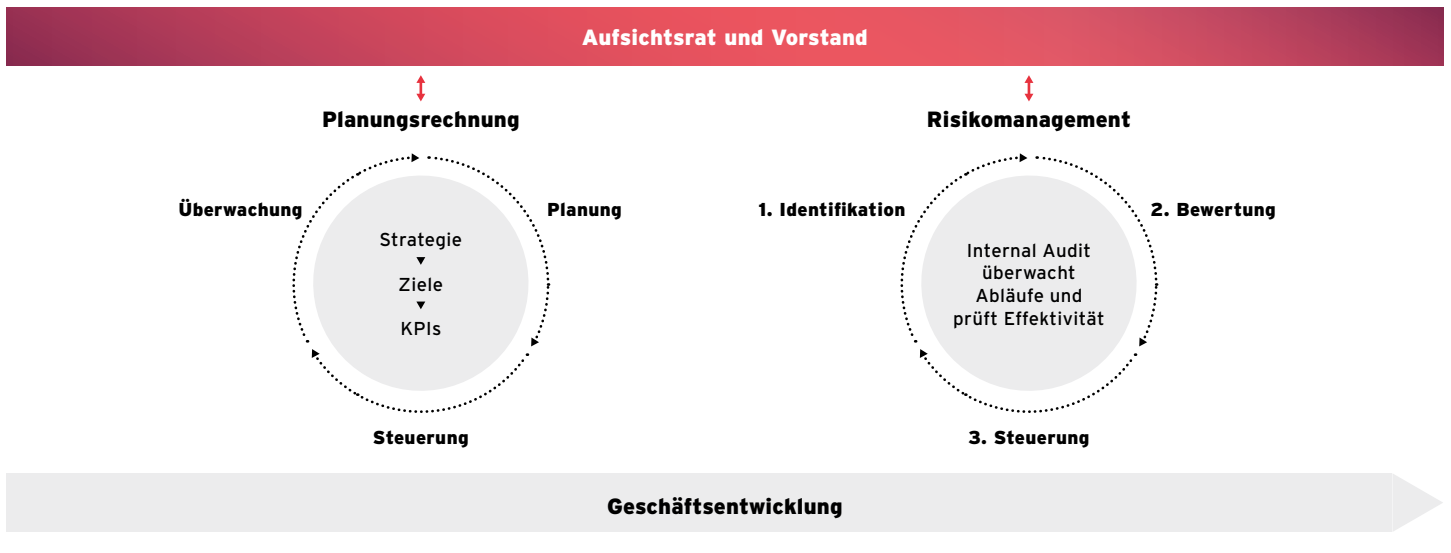 Aufsichtsrat und Vorstand
Planungsrechnung
Überwachung
Planung
Strategie
Ziele
KPIs
Steuerung
Risikomanagement
1. Identifikation
2. Bewertung
Internal Audit
überwacht
Abläufe und
prüft Effektivität
3. Steuerung
Geschäftsentwicklung